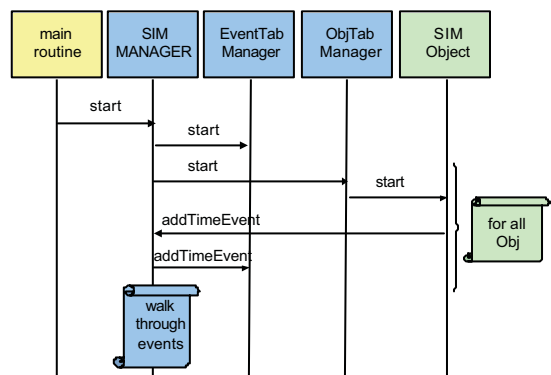 main
routine
SIM
MANAGER
EventTab
Manager
ObjTab
Manager
SIM
Object
start
start
start
start
addTimeEvent
for all
Obj
addTimeEvent
walk
through
events